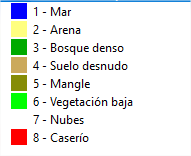 1 - Mar
2 - Arena
3 - Bosque denso
4 - Suelo desnudo
5 - Mangle
6 - Vegetación baja
7 - Nubes
8 - Caserío